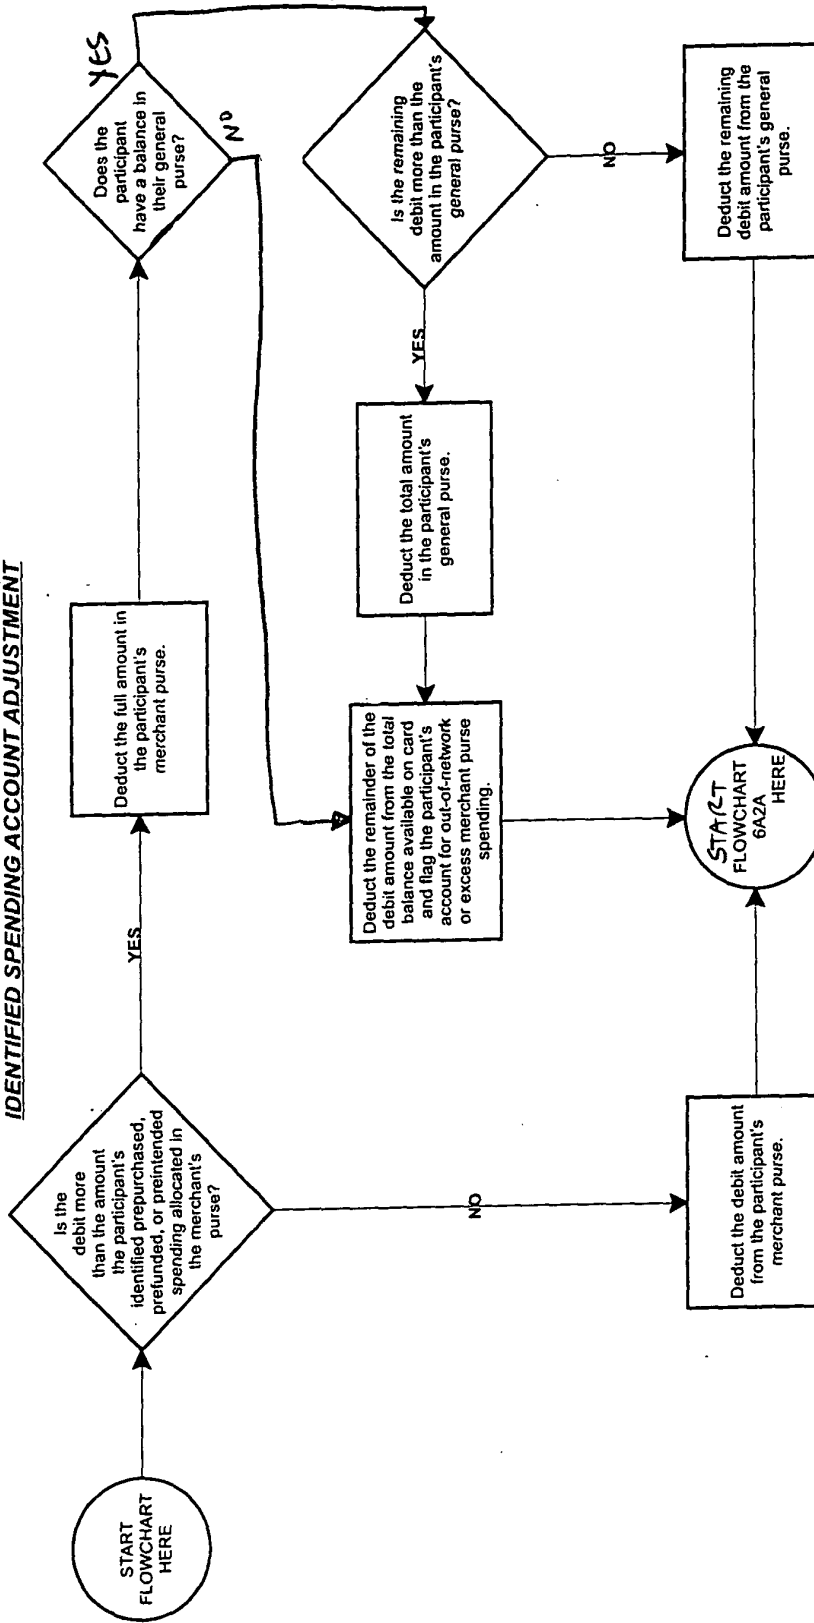 IDENTIFIED SPENDING ACCOUNT ADJUSTMENT
START
FLOWCHART
HERE
Is the
debit more
than the amount
the participant's
identified prepurchased,
prefunded, or preintended
spending allocated in
the merchant's
purse?
YES
NO
Deduct the full amount in
the participant's
merchant purse.
Does the
participant
have a balance in
their general
purse?
YES
NO
Is the remaining
debit more than the
amount in the participant's
general purse?
YES
NO
Deduct the total amount
in the participant's
general purse.
Deduct the remainder of the
debit amount from the total
balance available on card
and flag the participant's
account for out-of-network
or excess merchant purse
spending.
Deduct the remaining
debit amount from the
participant's general
purse.
Deduct the debit amount
from the participant's
merchant purse.
START
FLOWCHART
6A2A
HERE